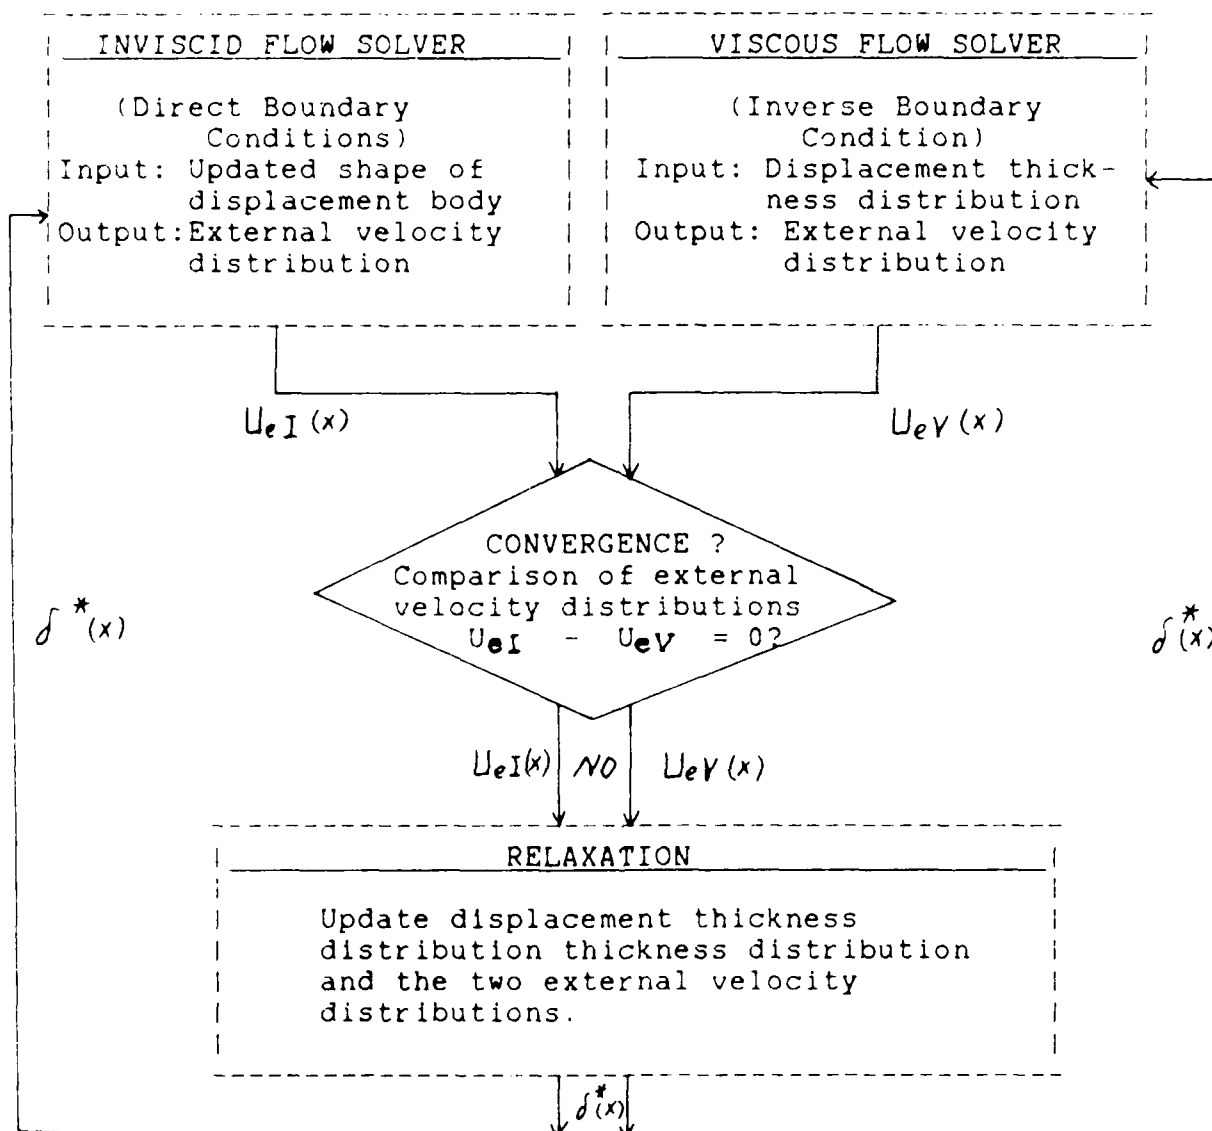 INVISCID FLOW SOLVER
(Direct Boundary
Conditions)
Input: Updated shape of
displacement body
Output:External velocity
distribution
VISCOUS FLOW SOLVER
(Inverse Boundary
Condition)
Input: Displacement thick-
ness distribution
Output: External velocity
distribution
UeI(x)
UeV(x)
CONVERGENCE ?
Comparison of external
velocity distributions
UeI - UeV = 0?
δ*(x)
δ*(x)
UeI(x) NO UeV(x)
RELAXATION
Update displacement thickness
distribution thickness distribution
and the two external velocity
distributions.
δ*(x)